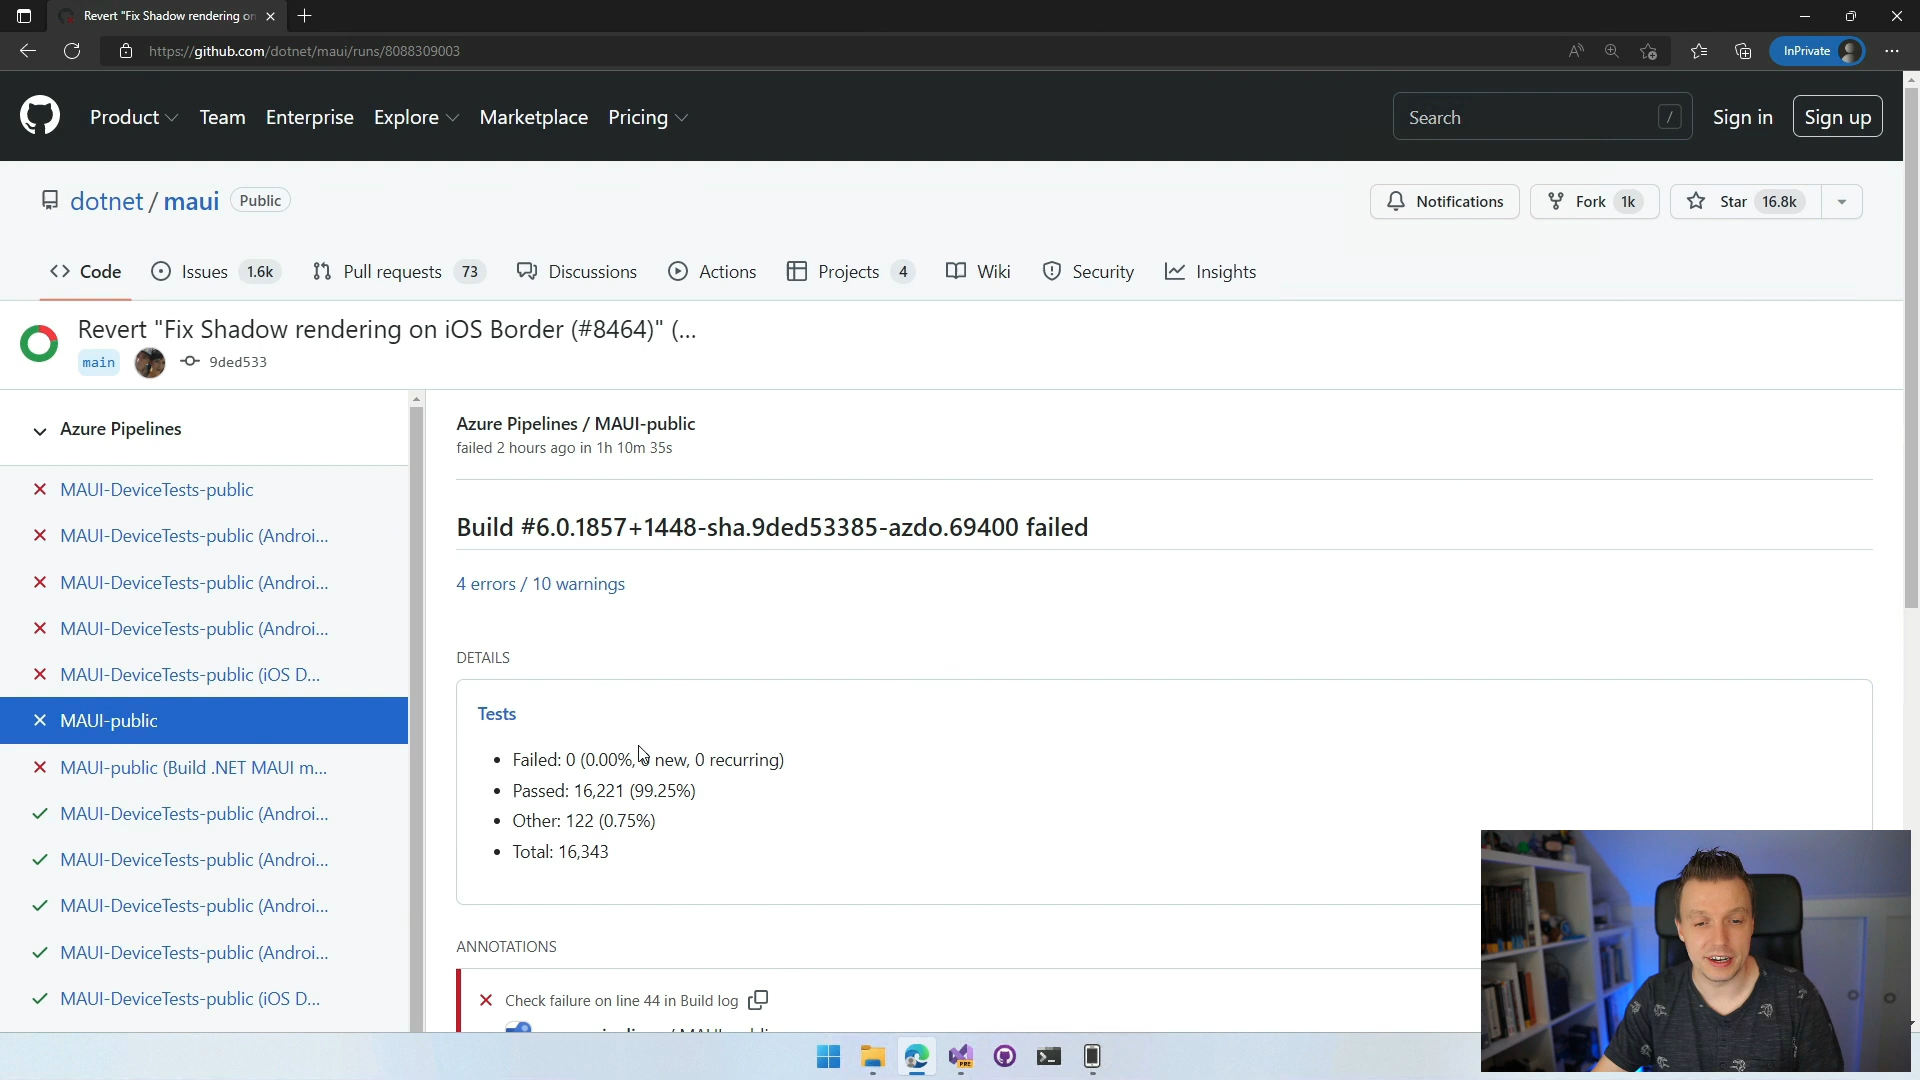 Revert "Fix Shadow rendering on
https://github.com/dotnet/maui/runs/8088309003
InPrivate
Product
Team
Enterprise
Explore
Marketplace
Pricing
Search
/
Sign in
Sign up
dotnet / maui
Public
Notifications
Fork 1k
Star 16.8k
Code
Issues 1.6k
Pull requests 73
Discussions
Actions
Projects 4
Wiki
Security
Insights
Revert "Fix Shadow rendering on iOS Border (#8464)" (...
main
9ded533
Azure Pipelines
MAUI-DeviceTests-public
MAUI-DeviceTests-public (Androi...
MAUI-DeviceTests-public (Androi...
MAUI-DeviceTests-public (Androi...
MAUI-DeviceTests-public (iOS D...
MAUI-public
MAUI-public (Build .NET MAUI m...
MAUI-DeviceTests-public (Androi...
MAUI-DeviceTests-public (Androi...
MAUI-DeviceTests-public (Androi...
MAUI-DeviceTests-public (Androi...
MAUI-DeviceTests-public (iOS D...
Azure Pipelines / MAUI-public
failed 2 hours ago in 1h 10m 35s
Build #6.0.1857+1448-sha.9ded53385-azdo.69400 failed
4 errors / 10 warnings
DETAILS
Tests
Failed: 0 (0.00%, new, 0 recurring)
Passed: 16,221 (99.25%)
Other: 122 (0.75%)
Total: 16,343
ANNOTATIONS
Check failure on line 44 in Build log